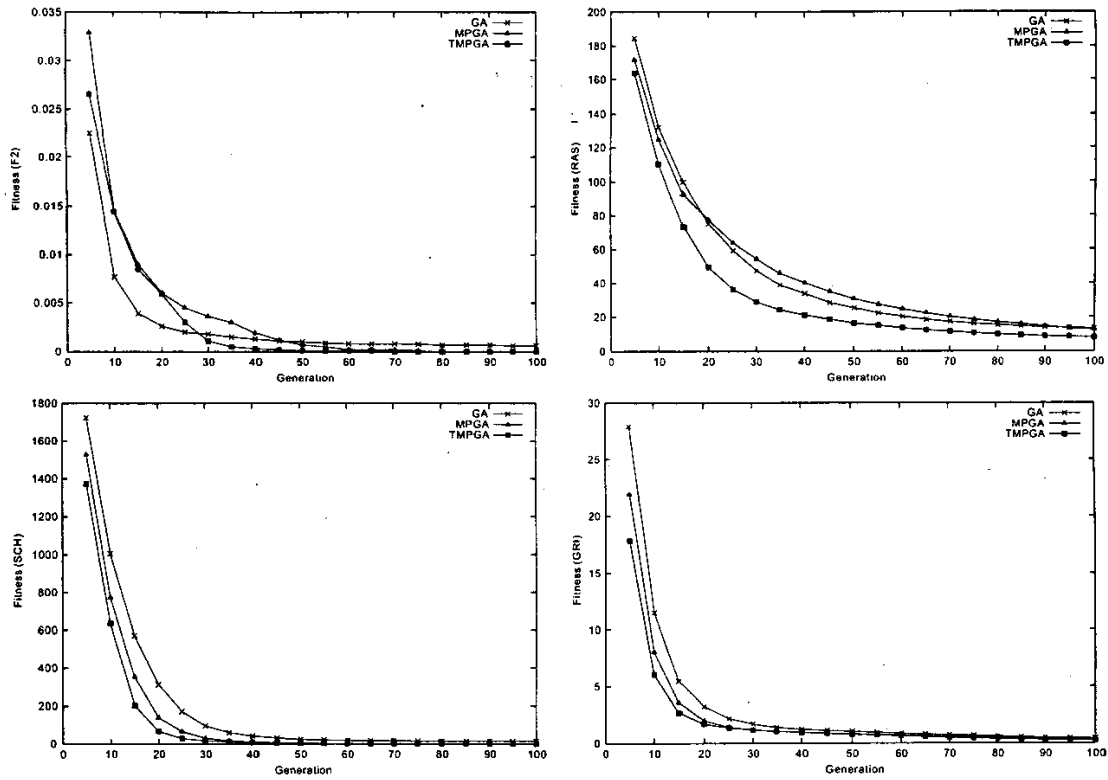 GA
MPGA
TMPGA
0.035
0.03
0.025
0.02
0.015
0.01
0.005
0
Fitness (F2)
0 10 20 30 40 50 60 70 80 90 100
Generation
GA
MPGA
TMPGA
200
180
160
140
120
100
80
60
40
20
0
Fitness (RAS)
0 10 20 30 40 50 60 70 80 90 100
Generation
GA
MPGA
TMPGA
1800
1600
1400
1200
1000
800
600
400
200
0
Fitness (SCH)
0 10 20 30 40 50 60 70 80 90 100
Generation
GA
MPGA
TMPGA
30
25
20
15
10
5
0
Fitness (GRI)
0 10 20 30 40 50 60 70 80 90 100
Generation